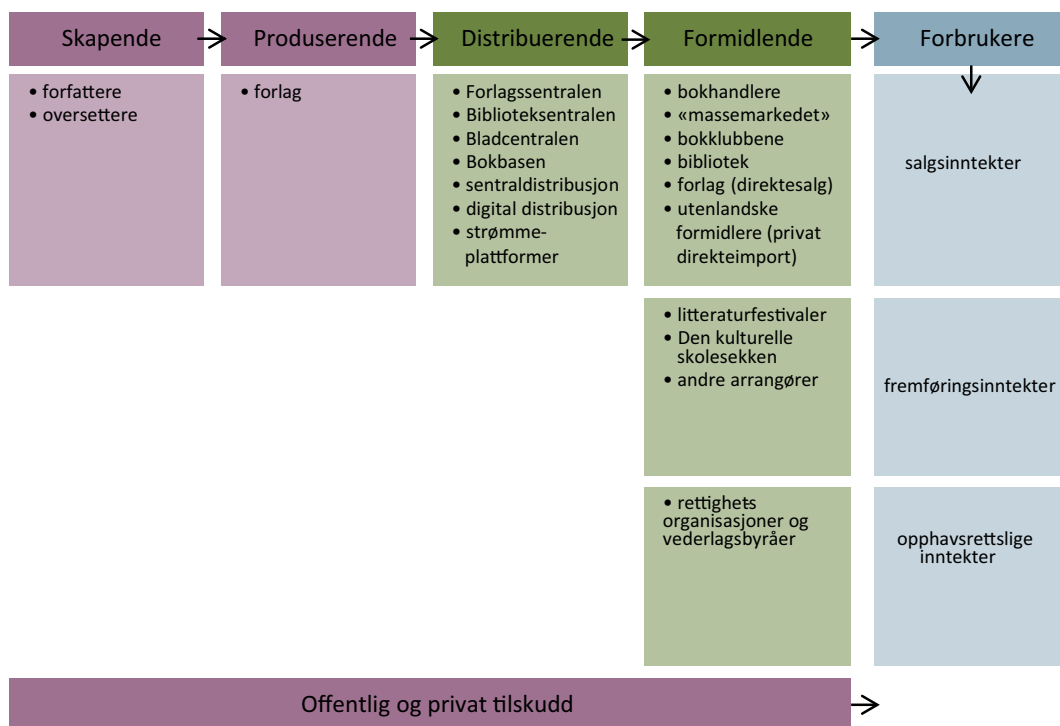 Skapende
Produserende
Distribuerende
Formidlende
Forbrukere
• forfattere
• oversettere
• forlag
• Forlagssentralen
• Biblioteksentralen
• Bladcentralen
• Bokbasen
• sentraldistribusjon
• digital distribusjon
• strømme-
plattformer
• bokhandlere
• «massemarkedet»
• bokklubbene
• bibliotek
• forlag (direktesalg)
• utenlandske
formidlere (privat
direkteimport)
salgsinntekter
• litteraturfestivaler
• Den kulturelle
skolesekken
• andre arrangører
fremføringsinntekter
• rettighets-
organisasjoner og
vederlagsbyråer
opphavsrettslige
inntekter
Offentlig og privat tilskudd